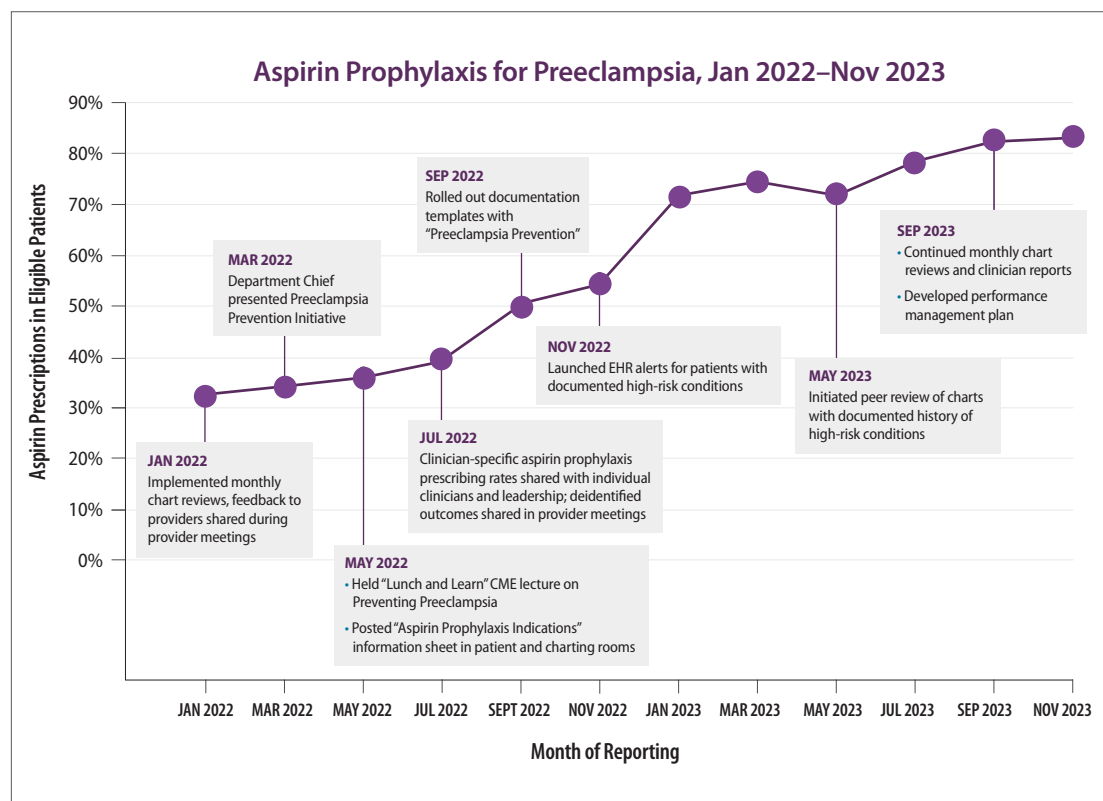 Aspirin Prophylaxis for Preeclampsia, Jan 2022–Nov 2023
Aspirin Prescriptions in Eligible Patients
90%
80%
70%
60%
50%
40%
30%
20%
10%
0%
JAN 2022
Implemented monthly
chart reviews, feedback to
providers shared during
provider meetings
MAR 2022
Department Chief
presented Preeclampsia
Prevention Initiative
MAY 2022
• Held “Lunch and Learn” CME lecture on
Preventing Preeclampsia
• Posted “Aspirin Prophylaxis Indications”
information sheet in patient and charting rooms
JUL 2022
Clinician-specific aspirin prophylaxis
prescribing rates shared with individual
clinicians and leadership; deidentified
outcomes shared in provider meetings
SEP 2022
Rolled out documentation
templates with
“Preeclampsia Prevention”
NOV 2022
Launched EHR alerts for patients with
documented high-risk conditions
MAY 2023
Initiated peer review of charts
with documented history of
high-risk conditions
SEP 2023
• Continued monthly chart
reviews and clinician reports
• Developed performance
management plan
JAN 2022
MAR 2022
MAY 2022
JUL 2022
SEPT 2022
NOV 2022
JAN 2023
MAR 2023
MAY 2023
JUL 2023
SEP 2023
NOV 2023
Month of Reporting